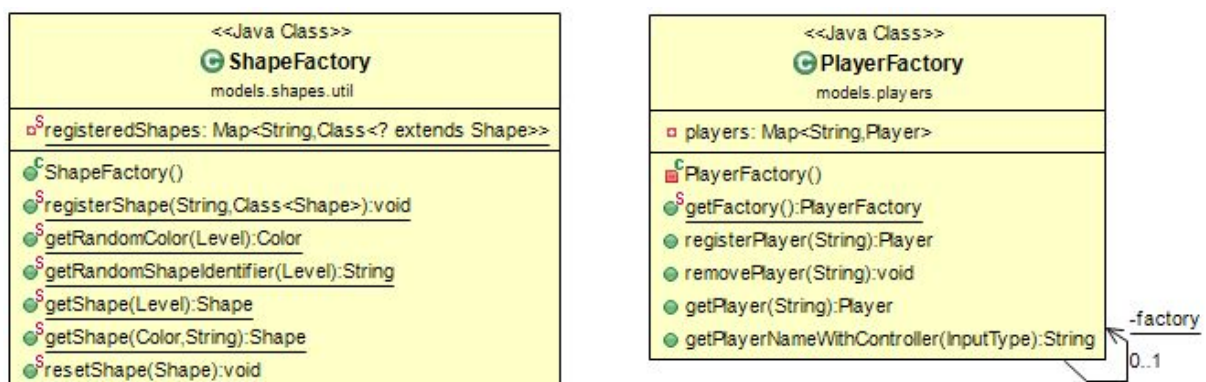 <<Java Class>>
ShapeFactory
models.shapes.util
registeredShapes: Map<String,Class<? extends Shape>>
ShapeFactory()
registerShape(String,Class<Shape>):void
getRandomColor(Level):Color
getRandomShapeIdentifier(Level):String
getShape(Level):Shape
getShape(Color,String):Shape
resetShape(Shape):void
<<Java Class>>
PlayerFactory
models.players
players: Map<String,Player>
PlayerFactory()
getFactory():PlayerFactory
registerPlayer(String):Player
removePlayer(String):void
getPlayer(String):Player
getPlayerNameWithController(InputType):String
-factory
0..1